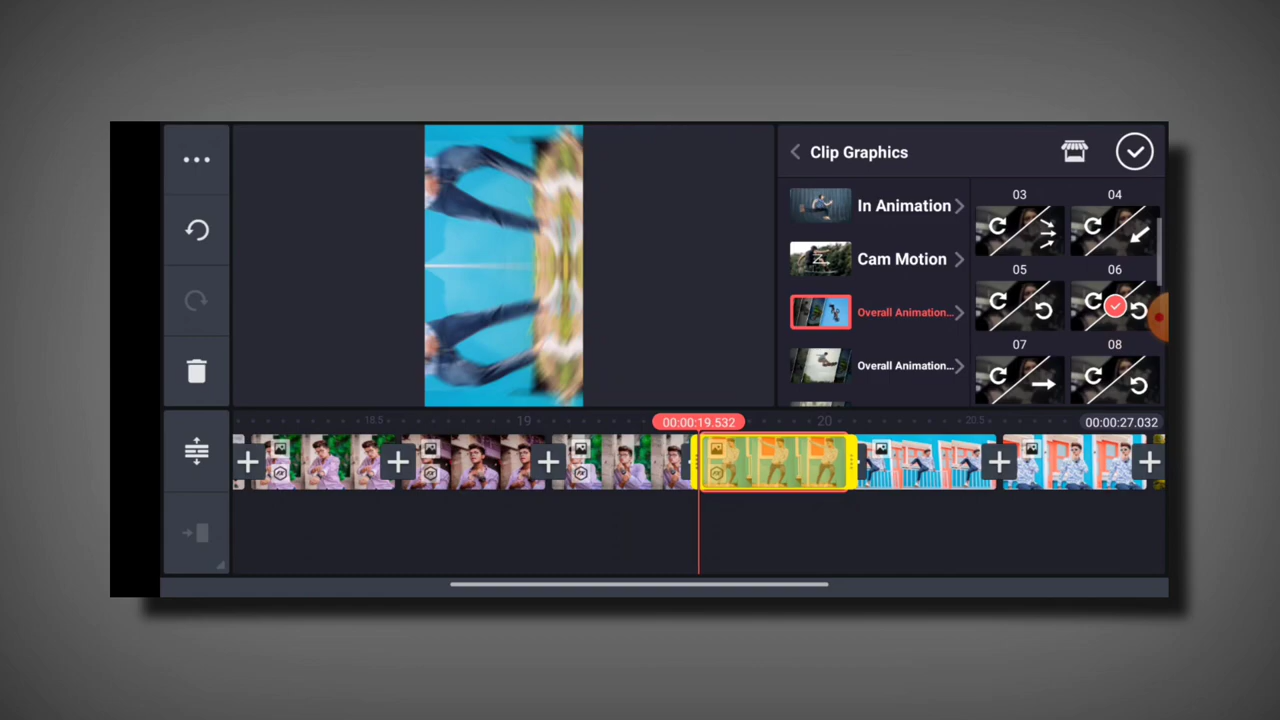 Clip Graphics
In Animation
Cam Motion
Overall Animation...
Overall Animation...
03
04
05
06
07
08
18.5
19
00:00:19.532
20
20.5
00:00:27.032